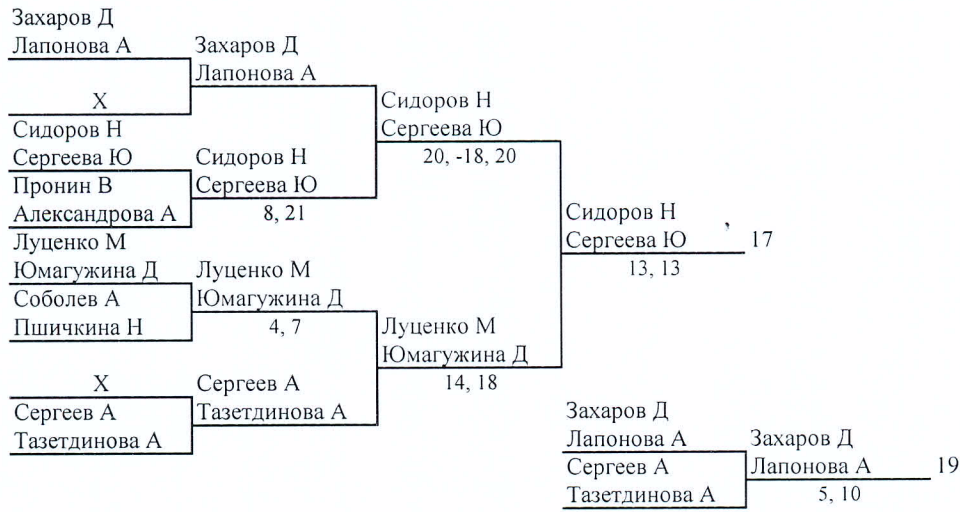 Захаров Д
Лапонова А
X
Сидоров Н
Сергеева Ю
Пронин В
Александрова А
Луценко М
Юмагужина Д
Соболев А
Пшичкина Н
X
Сергеев А
Тазетдинова А
Захаров Д
Лапонова А
Сидоров Н
Сергеева Ю
8, 21
Луценко М
Юмагужина Д
4, 7
Сергеев А
Тазетдинова А
Сидоров Н
Сергеева Ю
20, -18, 20
Луценко М
Юмагужина Д
14, 18
Сидоров Н
Сергеева Ю 17
13, 13
Захаров Д
Лапонова А
Сергеев А
Тазетдинова А
Захаров Д
Лапонова А 19
5, 10